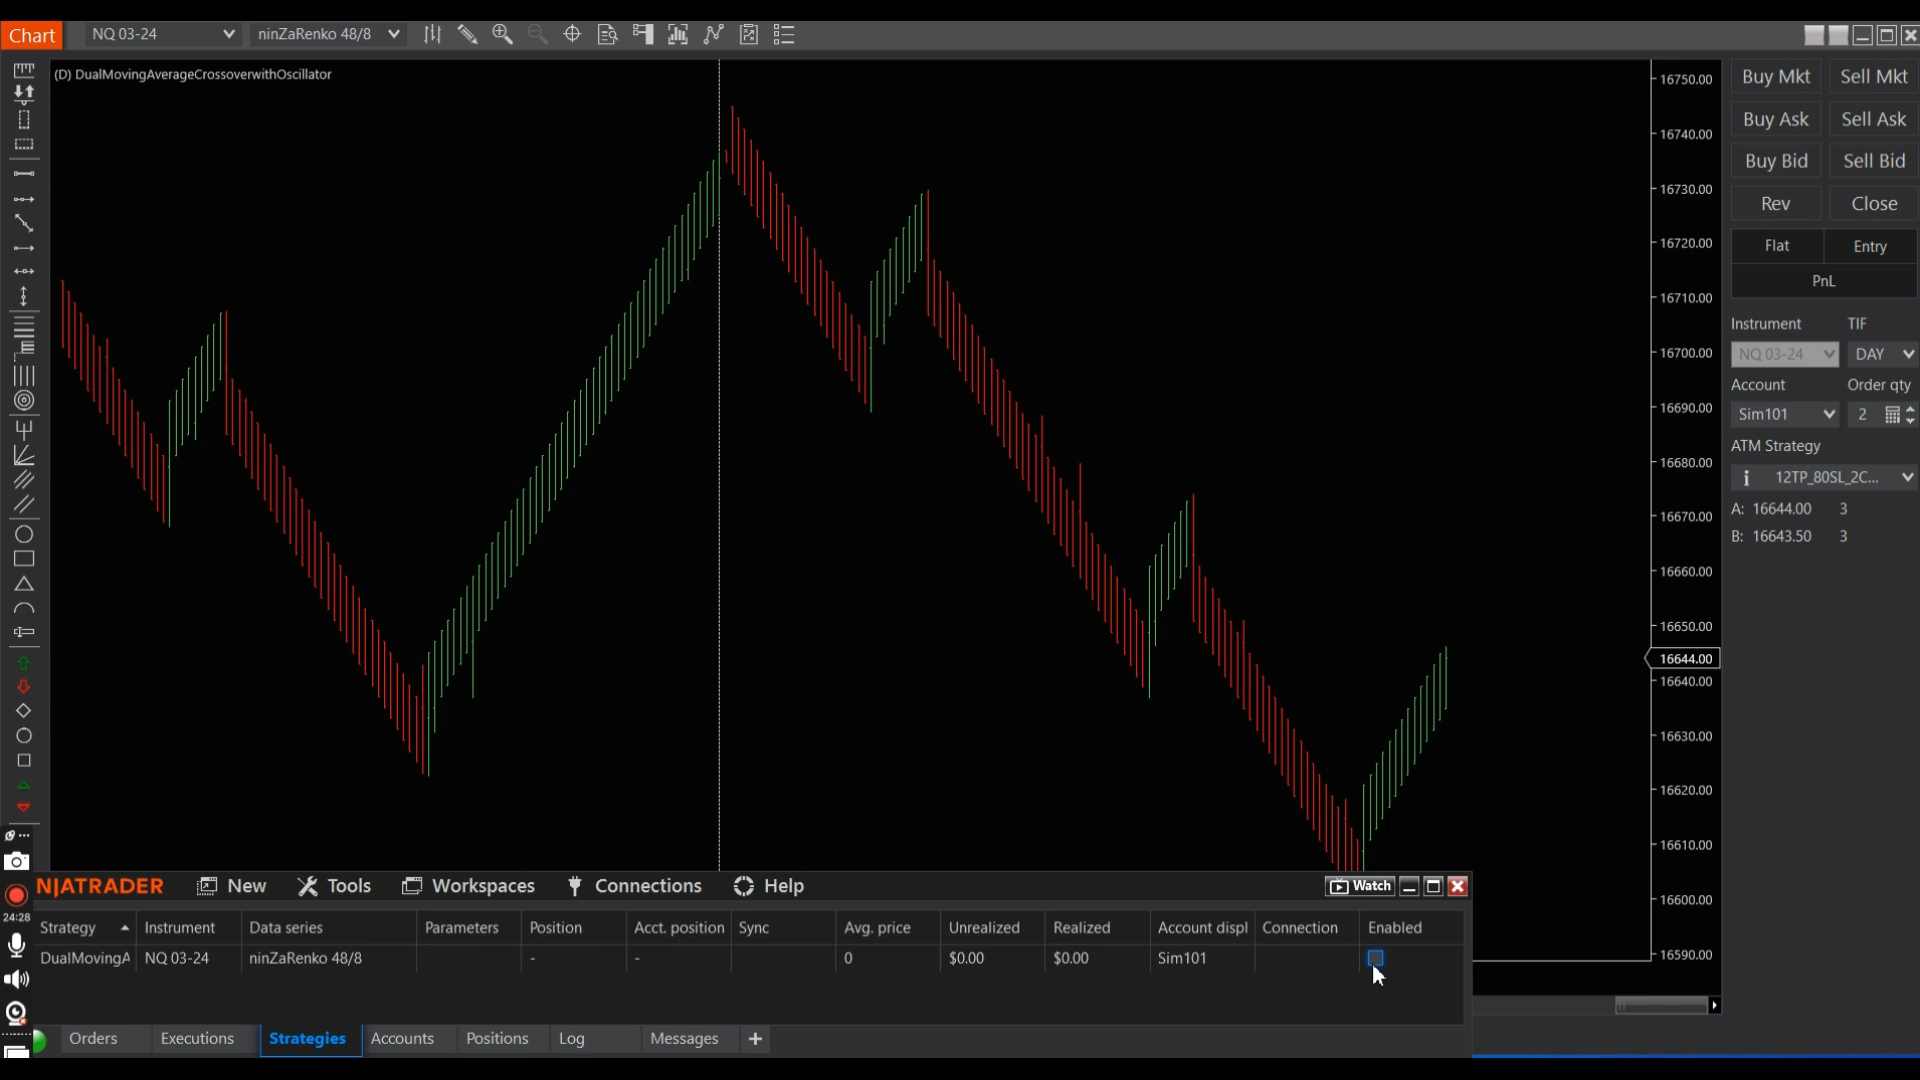 Chart NQ 03-24 ninZaRenko 48/8
(D) DualMovingAverageCrossoverwithOscillator
16750.00
16740.00
16730.00
16720.00
16710.00
16700.00
16690.00
16680.00
16670.00
16660.00
16650.00
16644.00
16640.00
16630.00
16620.00
16610.00
16600.00
16590.00
Buy Mkt Sell Mkt
Buy Ask Sell Ask
Buy Bid Sell Bid
Rev Close
Flat Entry
PnL
Instrument TIF
NQ 03-24 DAY
Account Order qty
Sim101 2
ATM Strategy
12TP_80SL_2C...
A: 16644.00 3
B: 16643.50 3
24:28
NINJATRADER New Tools Workspaces Connections Help Watch
Strategy Instrument Data series Parameters Position Acct. position Sync Avg. price Unrealized Realized Account displ Connection Enabled
DualMovingA NQ 03-24 ninZaRenko 48/8 - - 0 $0.00 $0.00 Sim101
Orders Executions Strategies Accounts Positions Log Messages +